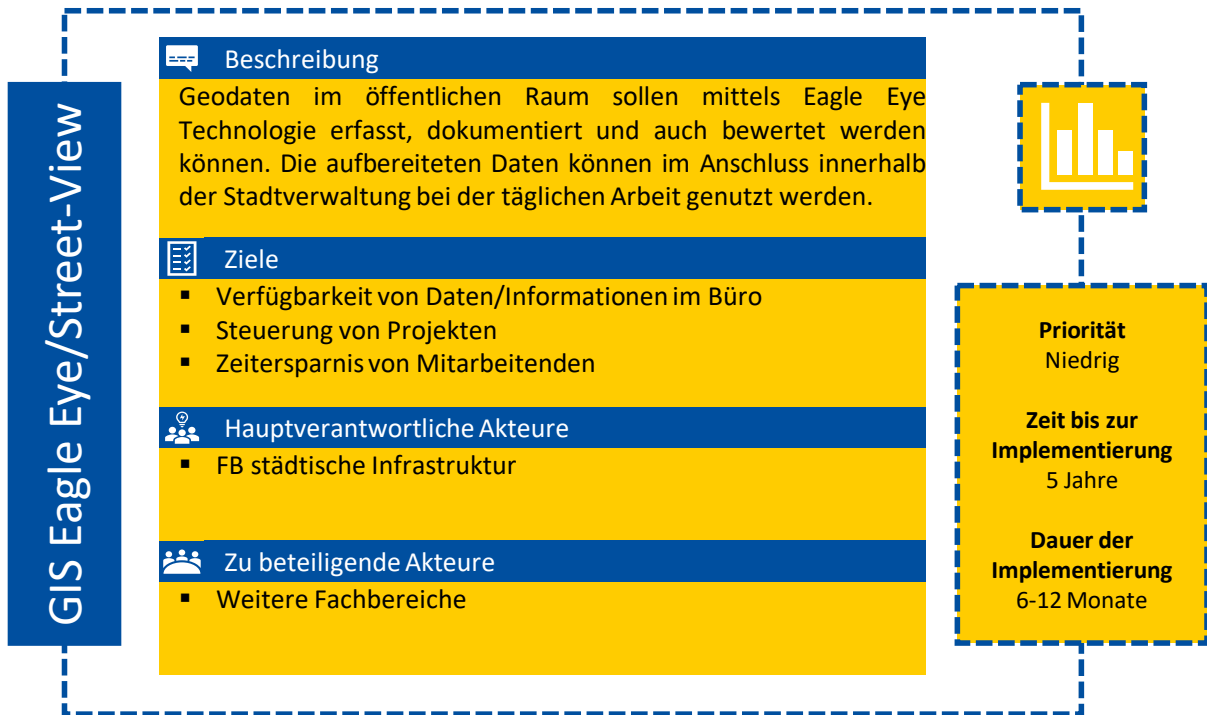 GIS Eagle Eye/Street-View
Beschreibung
Geodaten im öffentlichen Raum sollen mittels Eagle Eye
Technologie erfasst, dokumentiert und auch bewertet werden
können. Die aufbereiteten Daten können im Anschluss innerhalb
der Stadtverwaltung bei der täglichen Arbeit genutzt werden.
Ziele
▪ Verfügbarkeit von Daten/Informationen im Büro
▪ Steuerung von Projekten
▪ Zeitersparnis von Mitarbeitenden
Hauptverantwortliche Akteure
▪ FB städtische Infrastruktur
Zu beteiligende Akteure
▪ Weitere Fachbereiche
Priorität
Niedrig
Zeit bis zur
Implementierung
5 Jahre
Dauer der
Implementierung
6-12 Monate